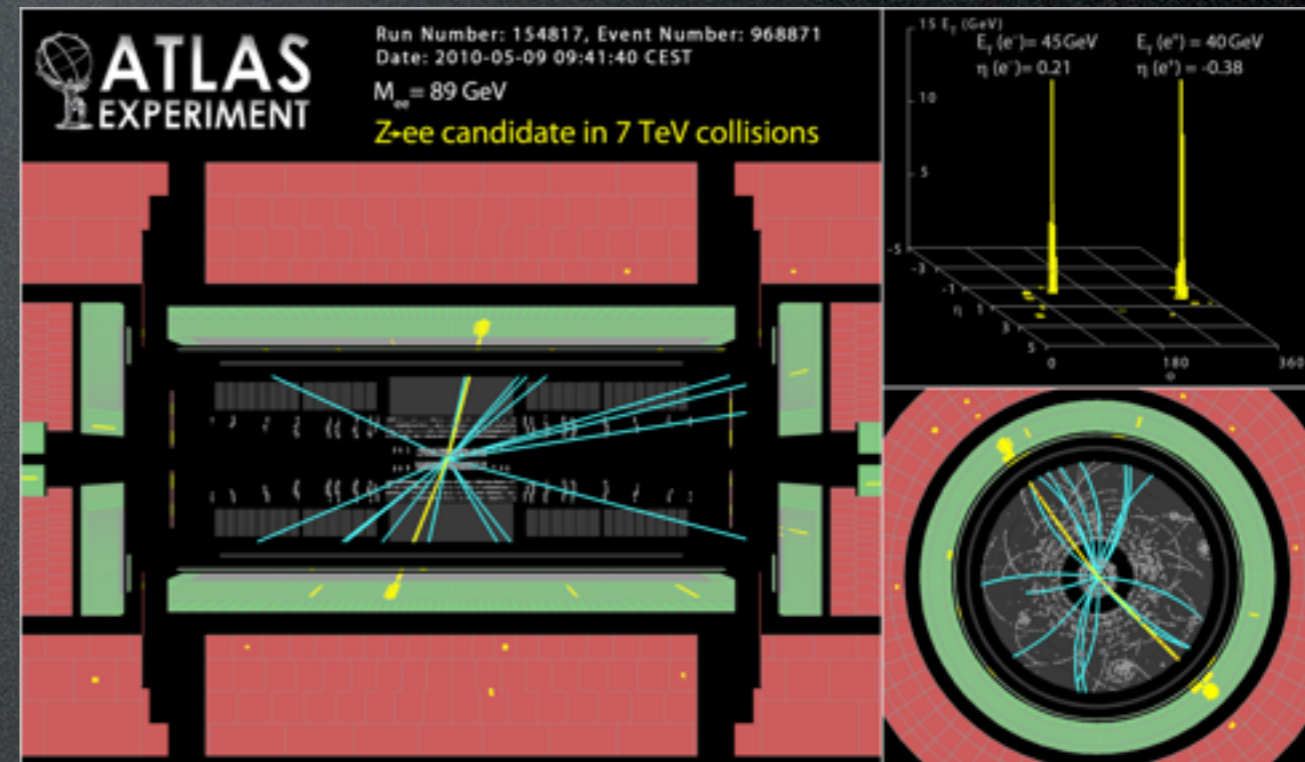 ATLAS
EXPERIMENT
Run Number: 154817, Event Number: 968871
Date: 2010-05-09 09:41:40 CEST
Mee= 89 GeV
Z→ee candidate in 7 TeV collisions
15 ET (GeV)
ET (e-)= 45GeV ET (e+)= 40GeV
η (e-)= 0.21 η (e+) = -0.38
10
5
-5
-3
-1
η 1
3
5
0 180 360
Φ